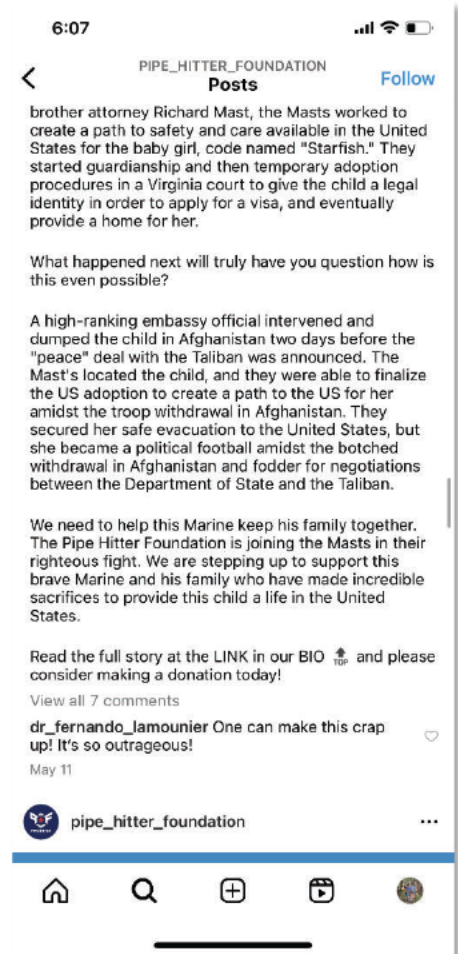 6:07
PIPE_HITTER_FOUNDATION
Posts
Follow
brother attorney Richard Mast, the Masts worked to
create a path to safety and care available in the United
States for the baby girl, code named "Starfish." They
started guardianship and then temporary adoption
procedures in a Virginia court to give the child a legal
identity in order to apply for a visa, and eventually
provide a home for her.
What happened next will truly have you question how is
this even possible?
A high-ranking embassy official intervened and
dumped the child in Afghanistan two days before the
"peace" deal with the Taliban was announced. The
Mast's located the child, and they were able to finalize
the US adoption to create a path to the US for her
amidst the troop withdrawal in Afghanistan. They
secured her safe evacuation to the United States, but
she became a political football amidst the botched
withdrawal in Afghanistan and fodder for negotiations
between the Department of State and the Taliban.
We need to help this Marine keep his family together.
The Pipe Hitter Foundation is joining the Masts in their
righteous fight. We are stepping up to support this
brave Marine and his family who have made incredible
sacrifices to provide this child a life in the United
States.
Read the full story at the LINK in our BIO TOP and please
consider making a donation today!
View all 7 comments
dr_fernando_lamounier One can make this crap
up! It's so outrageous!
May 11
pipe_hitter_foundation